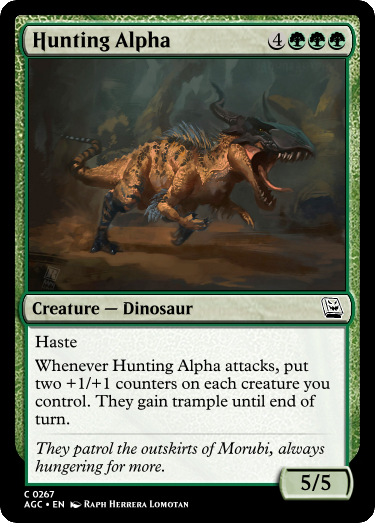 Hunting Alpha 4
Creature — Dinosaur
Haste
Whenever Hunting Alpha attacks, put
two +1/+1 counters on each creature you
control. They gain trample until end of
turn.
They patrol the outskirts of Morubi, always
hungering for more.
5/5
C 0267
AGC • EN RAPH HERRERA LOMOTAN